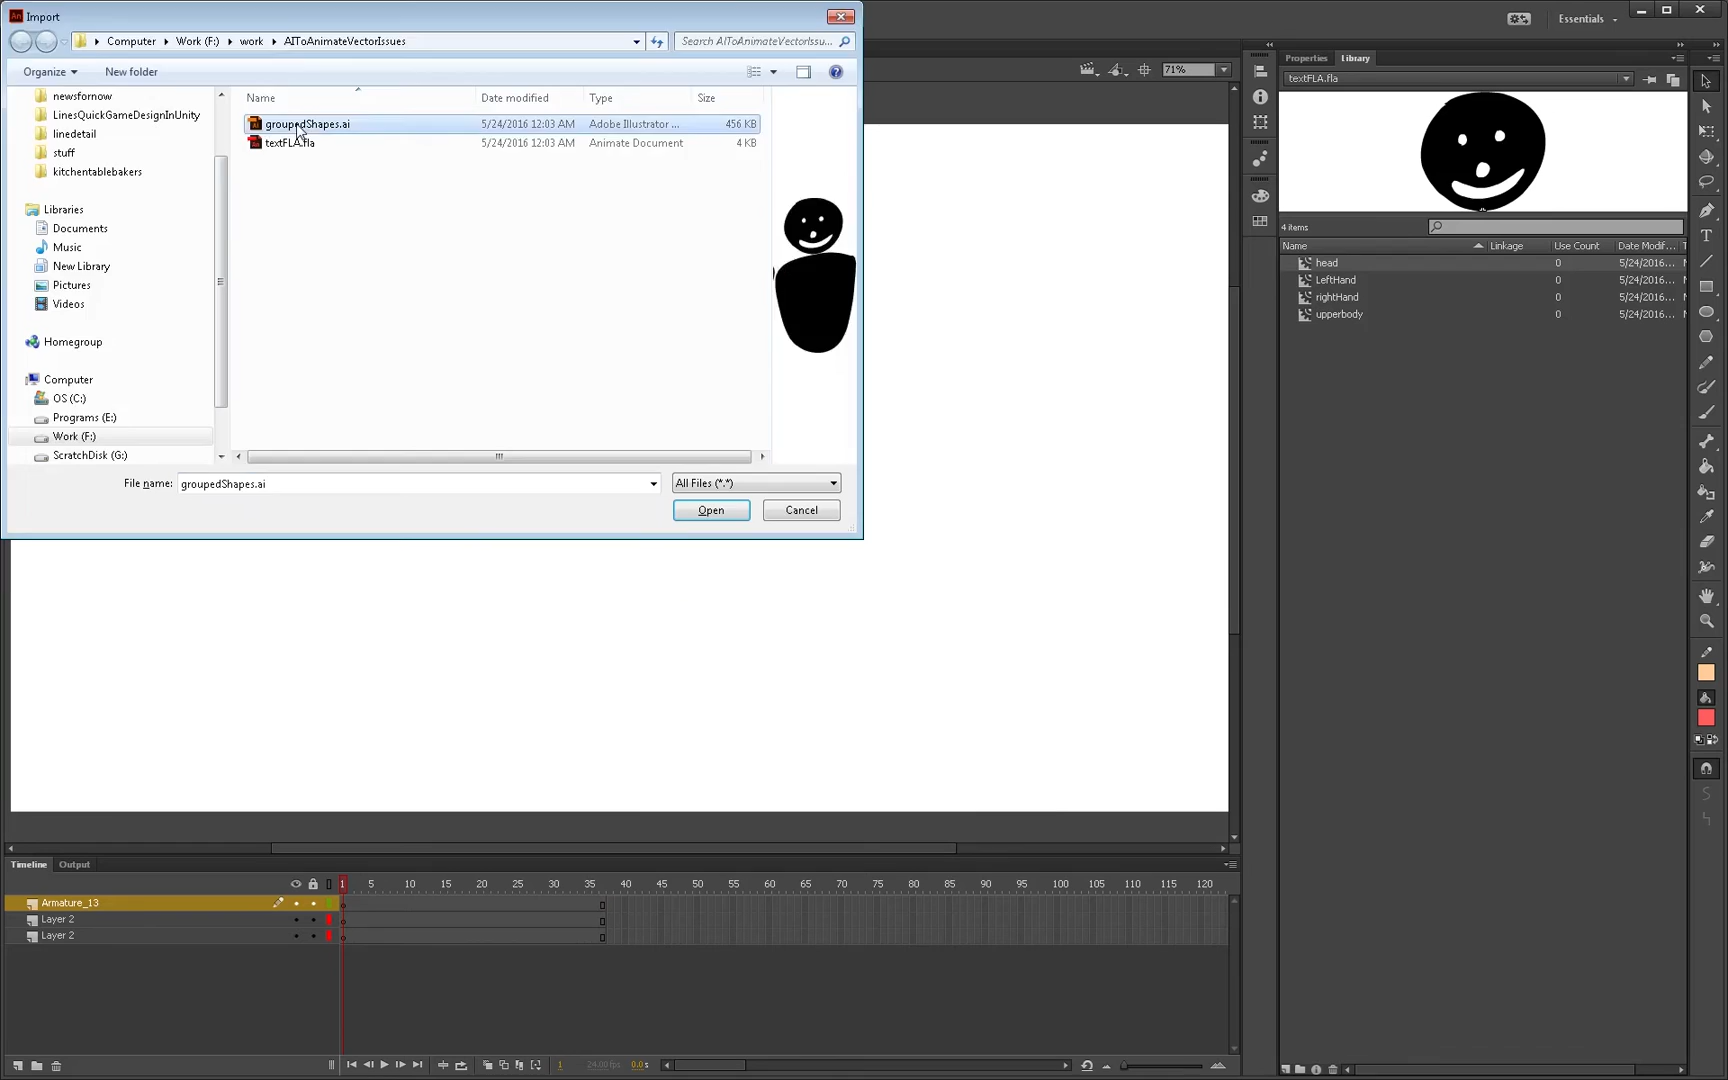 Import
Computer Work (F:) work AIToAnimateVectorIssues
Search AIToAnimateVectorIssu...
Organize New folder
Name Date modified Type Size
newsfornow
LinesQuickGameDesignInUnity
linedetail
stuff
kitchentablebakers
Libraries
Documents
Music
New Library
Pictures
Videos
Homegroup
Computer
OS (C:)
Programs (E:)
Work (F:)
ScratchDisk (G:)
groupedShapes.ai 5/24/2016 12:03 AM Adobe Illustrator ... 456 KB
textFLA.fla 5/24/2016 12:03 AM Animate Document 4 KB
File name: groupedShapes.ai
All Files (*.*)
Open Cancel
Essentials
71%
Properties Library
textFLA.fla
4 items
Name Linkage Use Count Date Modif...
head 0 5/24/2016...
LeftHand 0 5/24/2016...
rightHand 0 5/24/2016...
upperbody 0 5/24/2016...
Timeline Output
1 5 10 15 20 25 30 35 40 45 50 55 60 65 70 75 80 85 90 95 100 105 110 115 120
Armature_13
Layer 2
Layer 2
1 24.00 fps 0.0 s